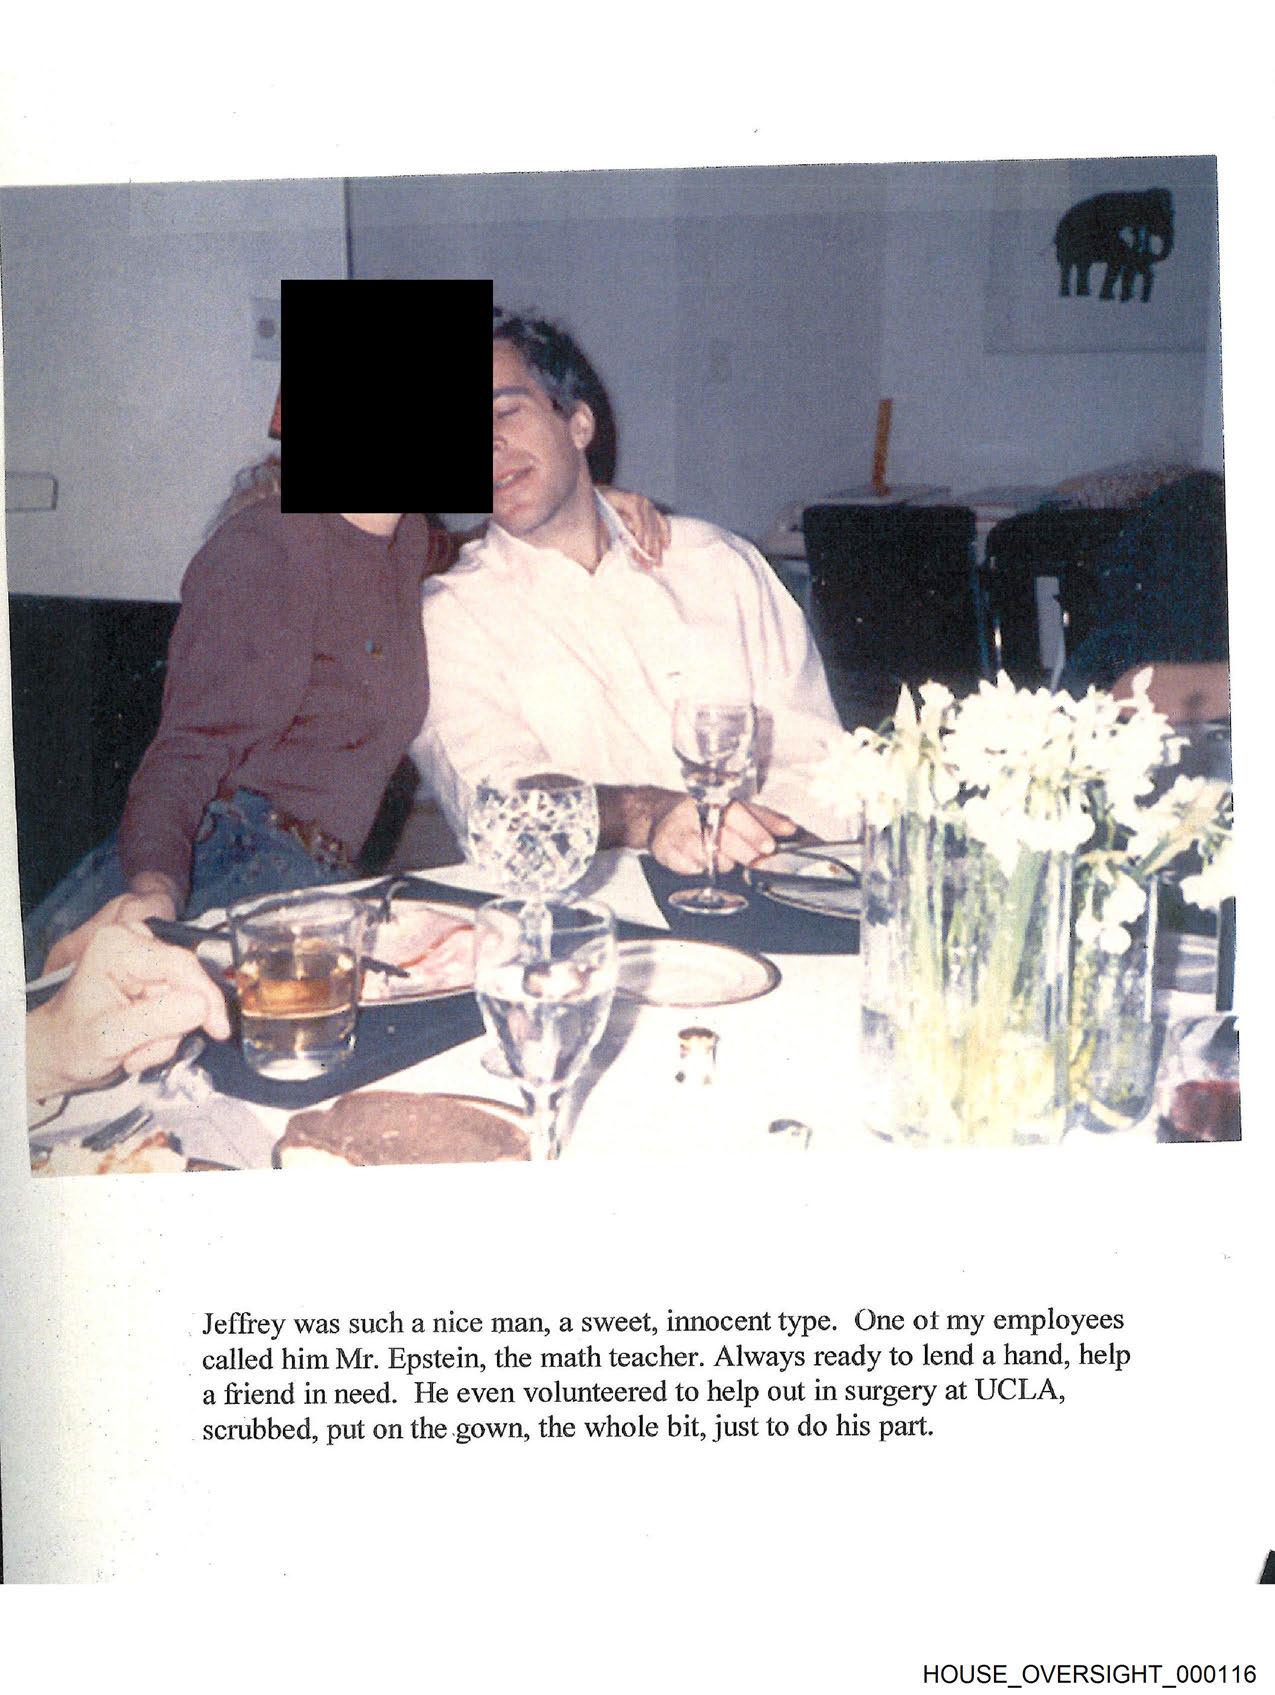 Jeffrey was such a nice man, a sweet, innocent type. One of my employees
called him Mr. Epstein, the math teacher. Always ready to lend a hand, help
a friend in need. He even volunteered to help out in surgery at UCLA,
scrubbed, put on the gown, the whole bit, just to do his part.
HOUSE_OVERSIGHT_000116